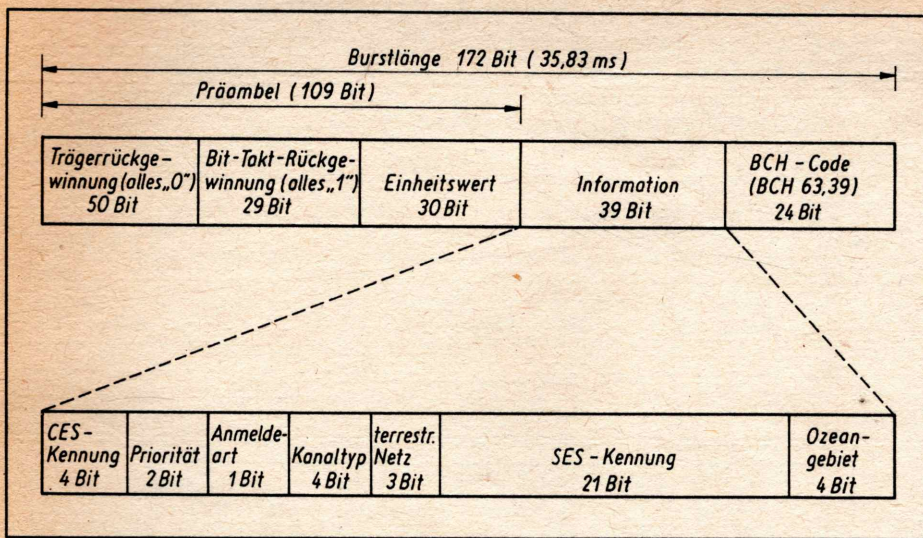 Burstlänge 172 Bit (35,83 ms)
Präambel (109 Bit)
Trägerrückge-
winnung (alles „0")
50 Bit
Bit-Takt-Rückge-
winnung (alles „1")
29 Bit
Einheitswert
30 Bit
Information
39 Bit
BCH - Code
(BCH 63,39)
24 Bit
CES -
Kennung
4 Bit
Priorität
2 Bit
Anmelde-
art
1 Bit
Kanaltyp
4 Bit
terrestr.
Netz
3 Bit
SES - Kennung
21 Bit
Ozean-
gebiet
4 Bit